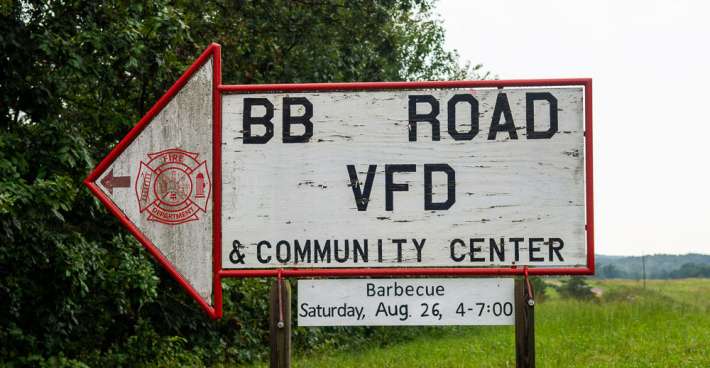 BB ROAD
VFD
& COMMUNITY CENTER
FIRE
DEPARTMENT
Barbecue
Saturday, Aug. 26, 4-7:00